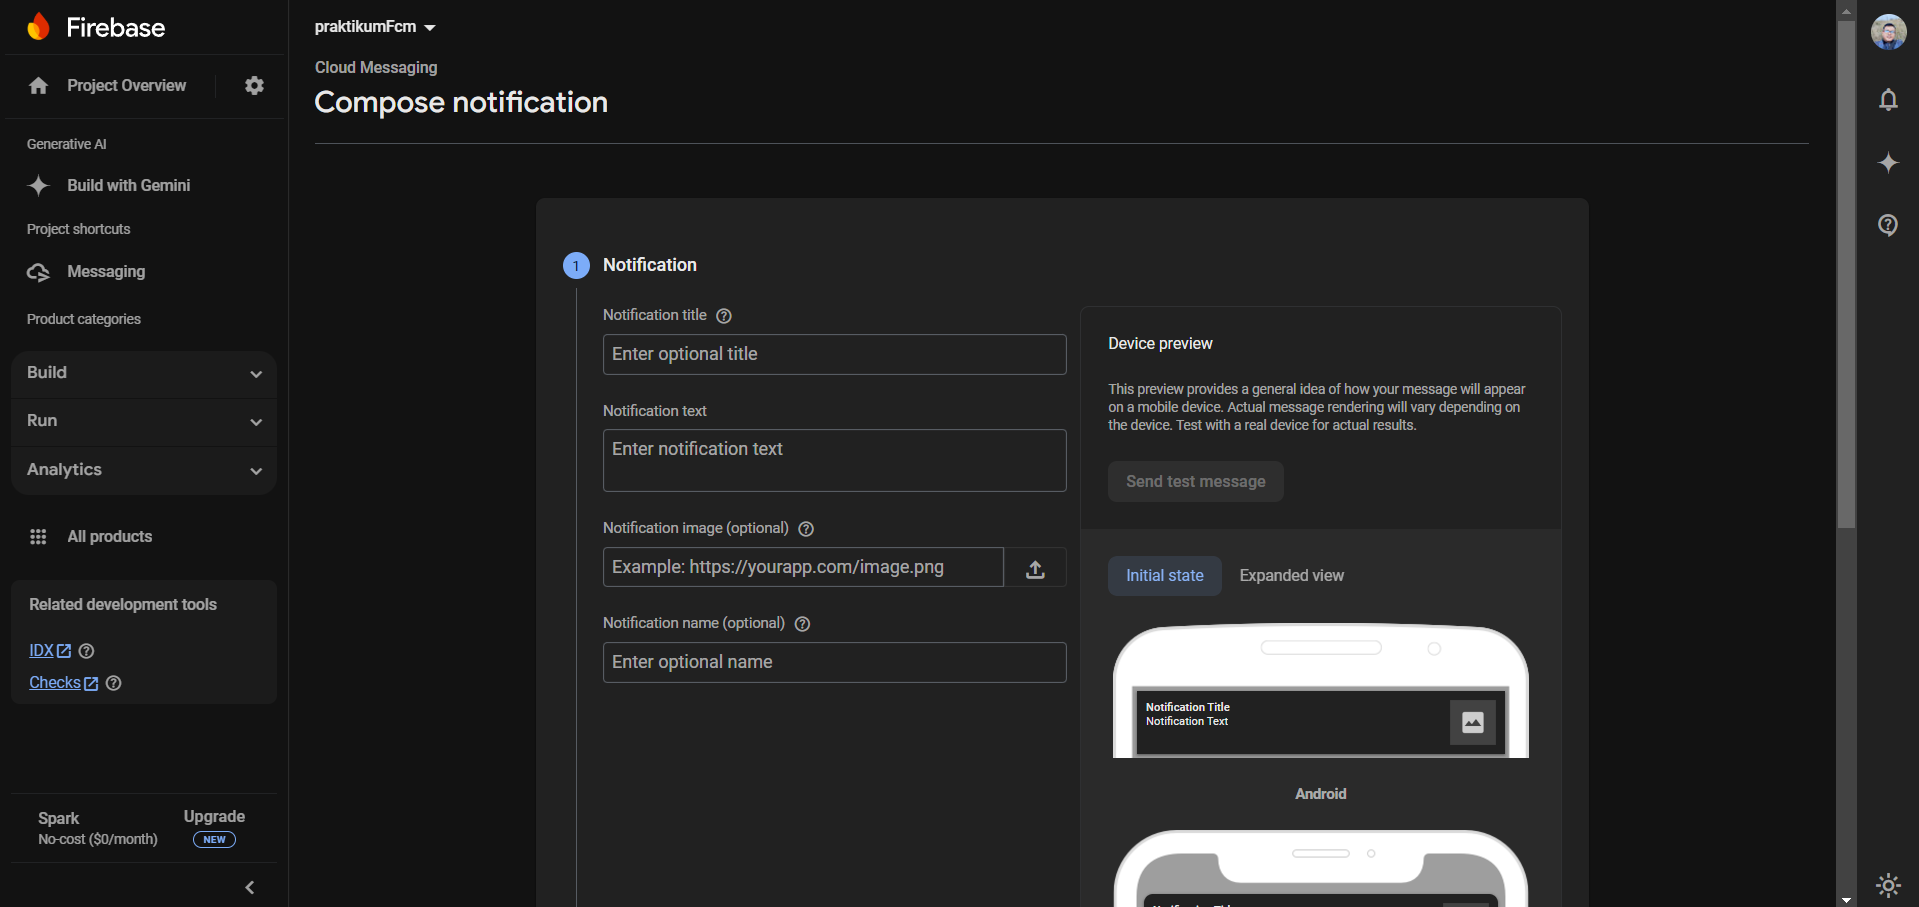 Firebase
Project Overview
Generative AI
Build with Gemini
Project shortcuts
Messaging
Product categories
Build
Run
Analytics
All products
Related development tools
IDX
Checks
Spark
No-cost ($0/month)
Upgrade
NEW
praktikumFcm
Cloud Messaging
Compose notification
1 Notification
Notification title
Enter optional title
Notification text
Enter notification text
Notification image (optional)
Example: https://yourapp.com/image.png
Notification name (optional)
Enter optional name
Device preview
This preview provides a general idea of how your message will appear
on a mobile device. Actual message rendering will vary depending on
the device. Test with a real device for actual results.
Send test message
Initial state
Expanded view
Notification Title
Notification Text
Android